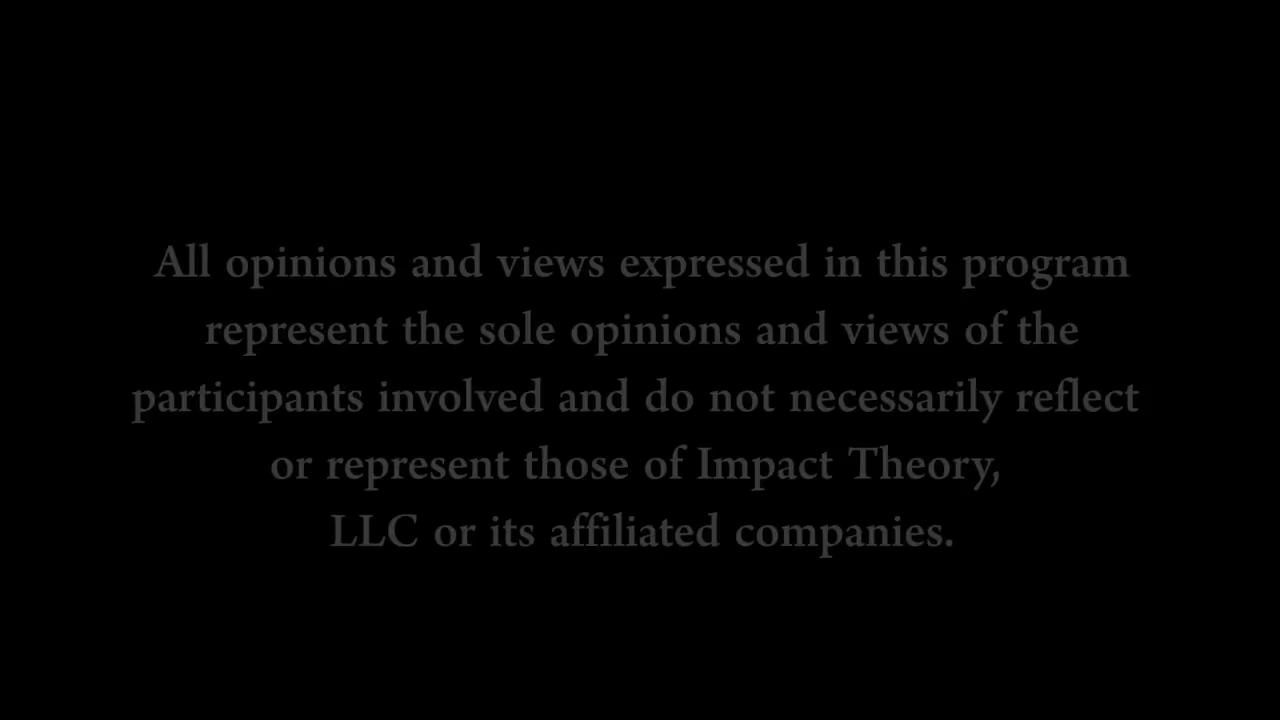 All opinions and views expressed in this program
represent the sole opinions and views of the
participants involved and do not necessarily reflect
or represent those of Impact Theory,
LLC or its affiliated companies.